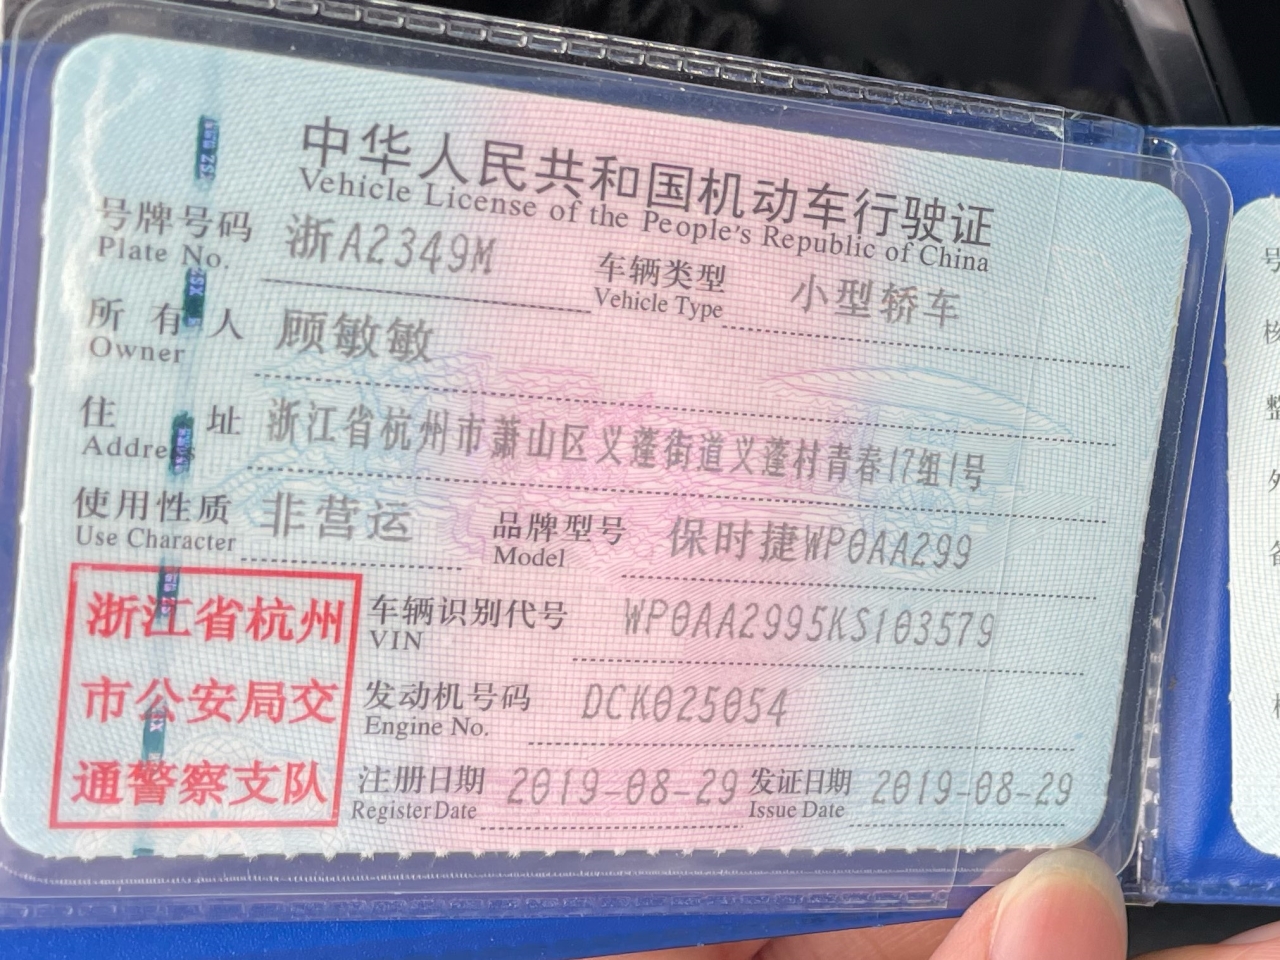 中华人民共和国机动车行驶证
Vehicle License of the People's Republic of China
号牌号码 浙A2349M 车辆类型 小型轿车
Plate No. Vehicle Type
所有人 顾敏敏
Owner
住址 浙江省杭州市萧山区义蓬街道义蓬村青春17组1号
Address
使用性质 非营运 品牌型号 保时捷WP0AA299
Use Character Model
浙江省杭州
市公安局交
通警察支队
车辆识别代号 WP0AA2995KS103579
VIN
发动机号码 DCK025054
Engine No.
注册日期 2019-08-29 发证日期 2019-08-29
Register Date Issue Date
号
核
整
外
备